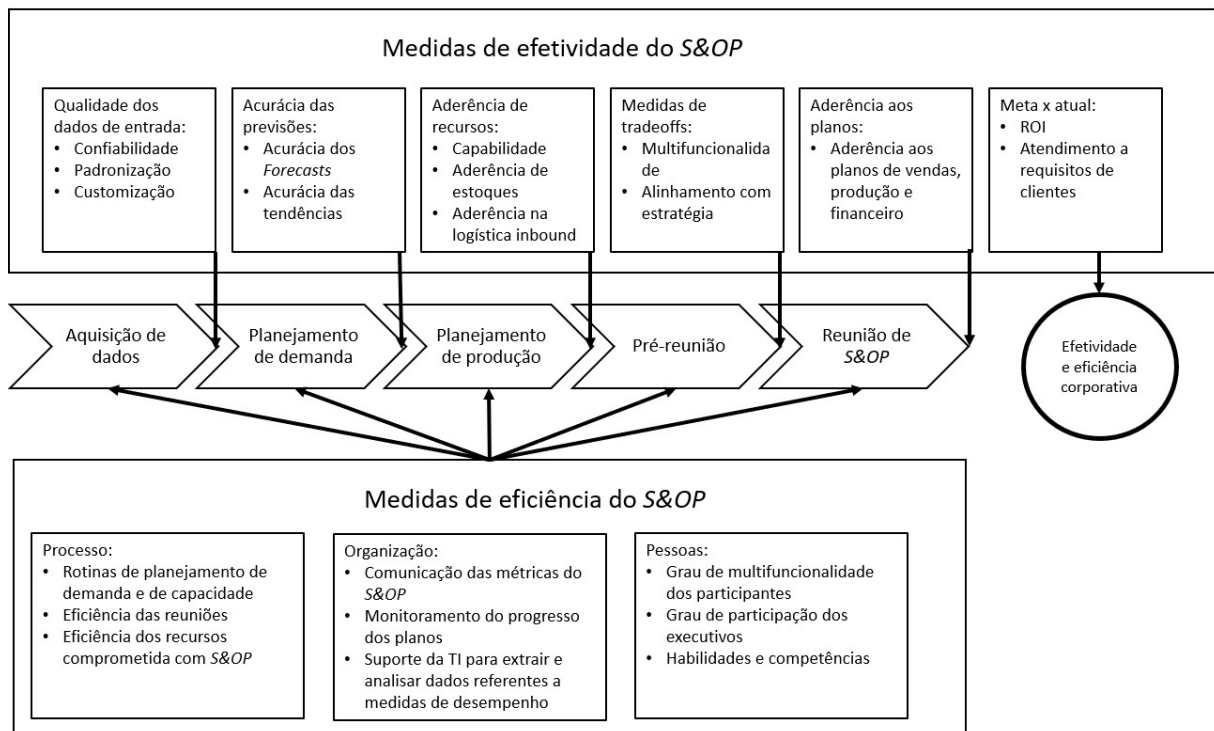 Medidas de efetividade do S&OP
Qualidade dos
dados de entrada:
• Confiabilidade
• Padronização
• Customização
Acurácia das
previsões:
• Acurácia dos
Forecasts
• Acurácia das
tendências
Aderência de
recursos:
• Capabilidade
• Aderência de
estoques
• Aderência na
logística inbound
Medidas de
tradeoffs:
• Multifuncionalida
de
• Alinhamento com
estratégia
Aderência aos
planos:
• Aderência aos
planos de vendas,
produção e
financeiro
Meta x atual:
• ROI
• Atendimento a
requisitos de
clientes
Aquisição de
dados
Planejamento
de demanda
Planejamento
de produção
Pré-reunião
Reunião de
S&OP
Efetividade
e eficiência
corporativa
Medidas de eficiência do S&OP
Processo:
• Rotinas de planejamento de
demanda e de capacidade
• Eficiência das reuniões
• Eficiência dos recursos
comprometida com S&OP
Organização:
• Comunicação das métricas do
S&OP
• Monitoramento do progresso
dos planos
• Suporte da TI para extrair e
analisar dados referentes a
medidas de desempenho
Pessoas:
• Grau de multifuncionalidade
dos participantes
• Grau de participação dos
executivos
• Habilidades e competências